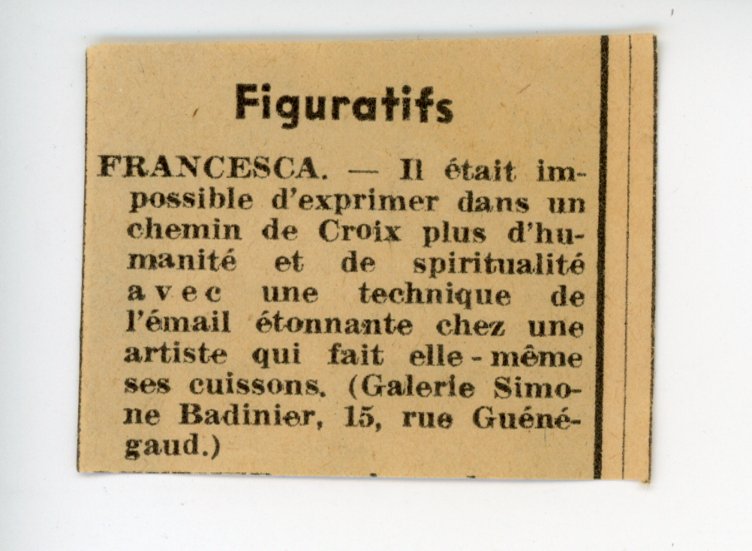 Figuratifs
FRANCESCA. — Il était im-
possible d'exprimer dans un
chemin de Croix plus d'hu-
manité et de spiritualité
avec une technique de
l'émail étonnante chez une
artiste qui fait elle-même
ses cuissons. (Galerie Simo-
ne Badinier, 15, rue Guéné-
gaud.)